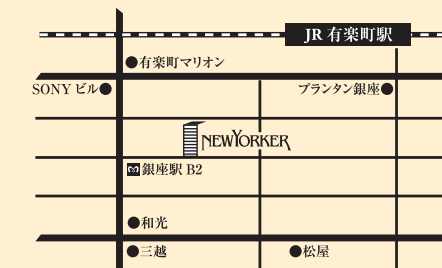 JR 有楽町駅
有楽町マリオン
SONY ビル
プランタン銀座
NEWYORKER
銀座駅 B2
和光
三越
松屋